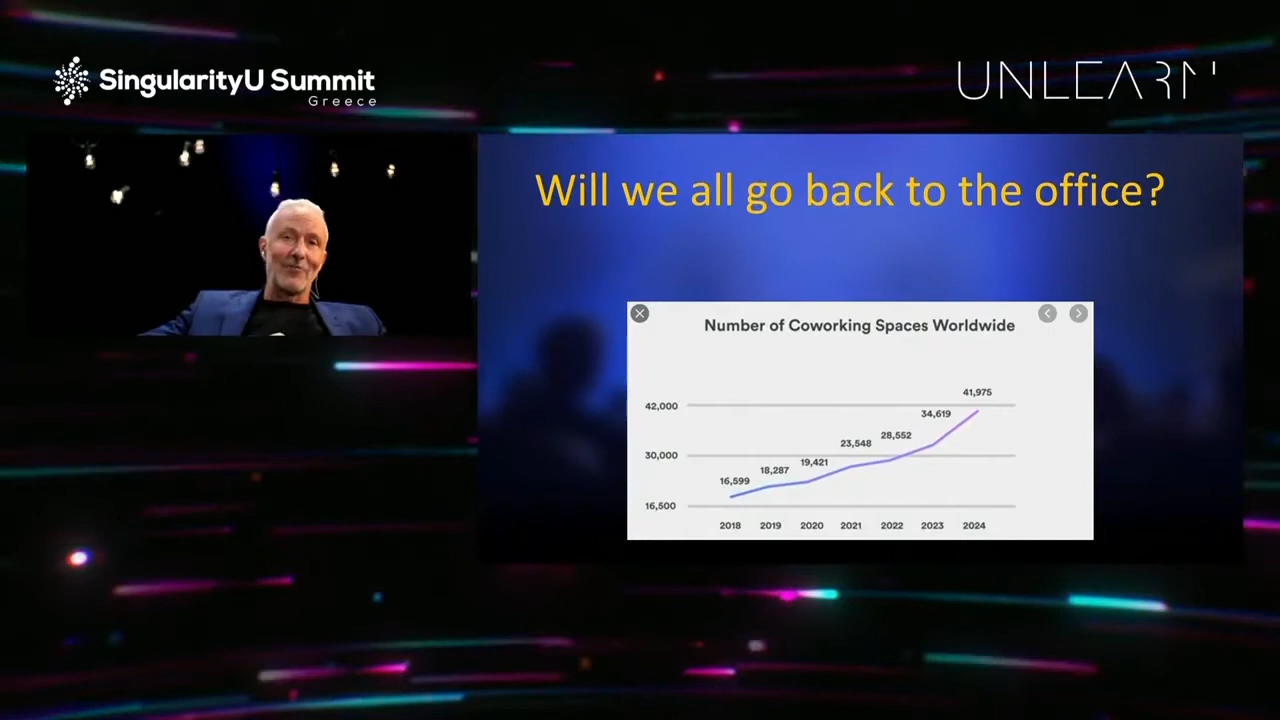 SingularityU Summit
Greece
UNLEARN
Will we all go back to the office?
Number of Coworking Spaces Worldwide
41,975
42,000
34,619
28,552
23,548
30,000
19,421
18,287
16,599
16,500
2018 2019 2020 2021 2022 2023 2024